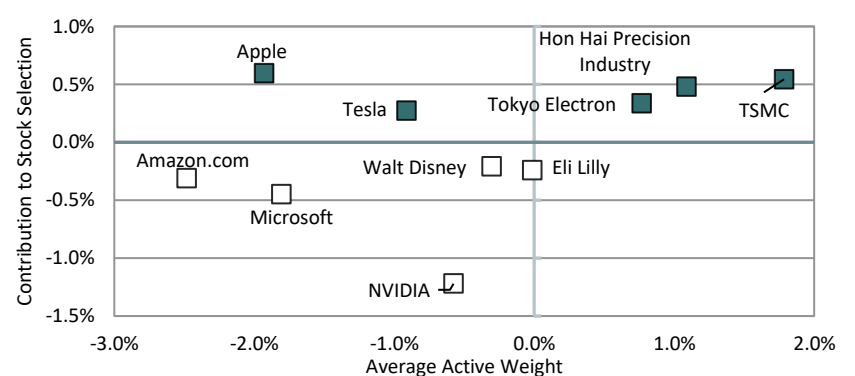 Contribution to Stock Selection
1.0%
0.5%
0.0%
-0.5%
-1.0%
-1.5%
Apple
Hon Hai Precision
Industry
Tesla
Tokyo Electron
TSMC
Amazon.com
Walt Disney
Eli Lilly
Microsoft
NVIDIA
-3.0%
-2.0%
-1.0%
0.0%
1.0%
2.0%
Average Active Weight